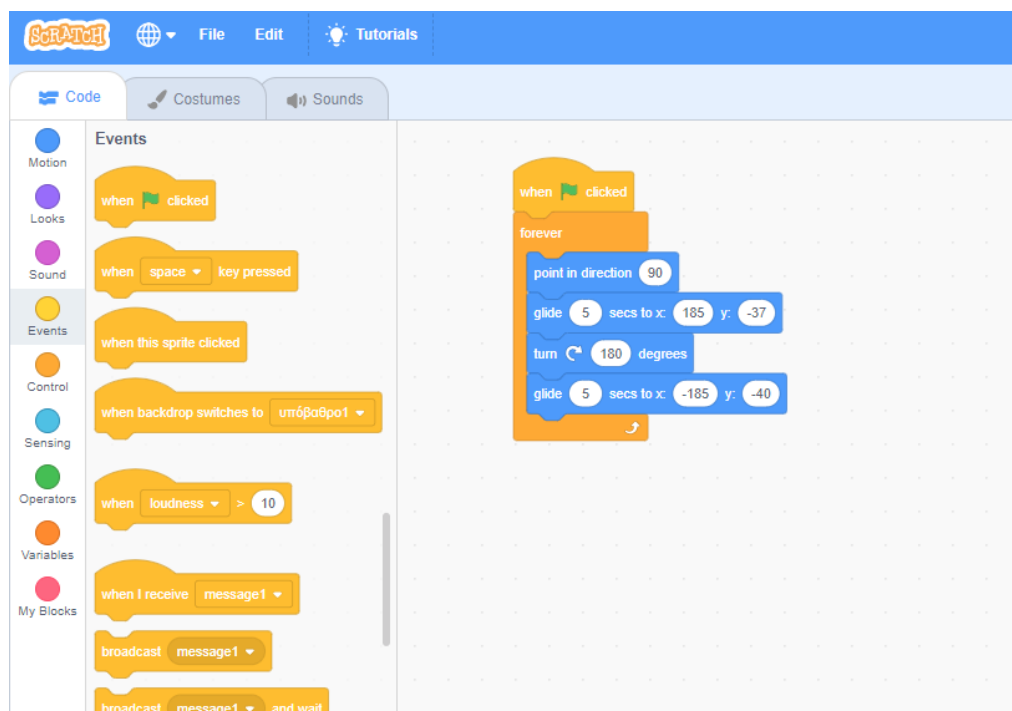 SCRATCH File Edit Tutorials
Code Costumes Sounds
Motion
Looks
Sound
Events
Control
Sensing
Operators
Variables
My Blocks
Events
when clicked
when space key pressed
when this sprite clicked
when backdrop switches to υπόβαθρο1
when loudness > 10
when I receive message1
broadcast message1
broadcast message1 and wait
when clicked
forever
point in direction 90
glide 5 secs to x: 185 y: -37
turn 180 degrees
glide 5 secs to x: -185 y: -40